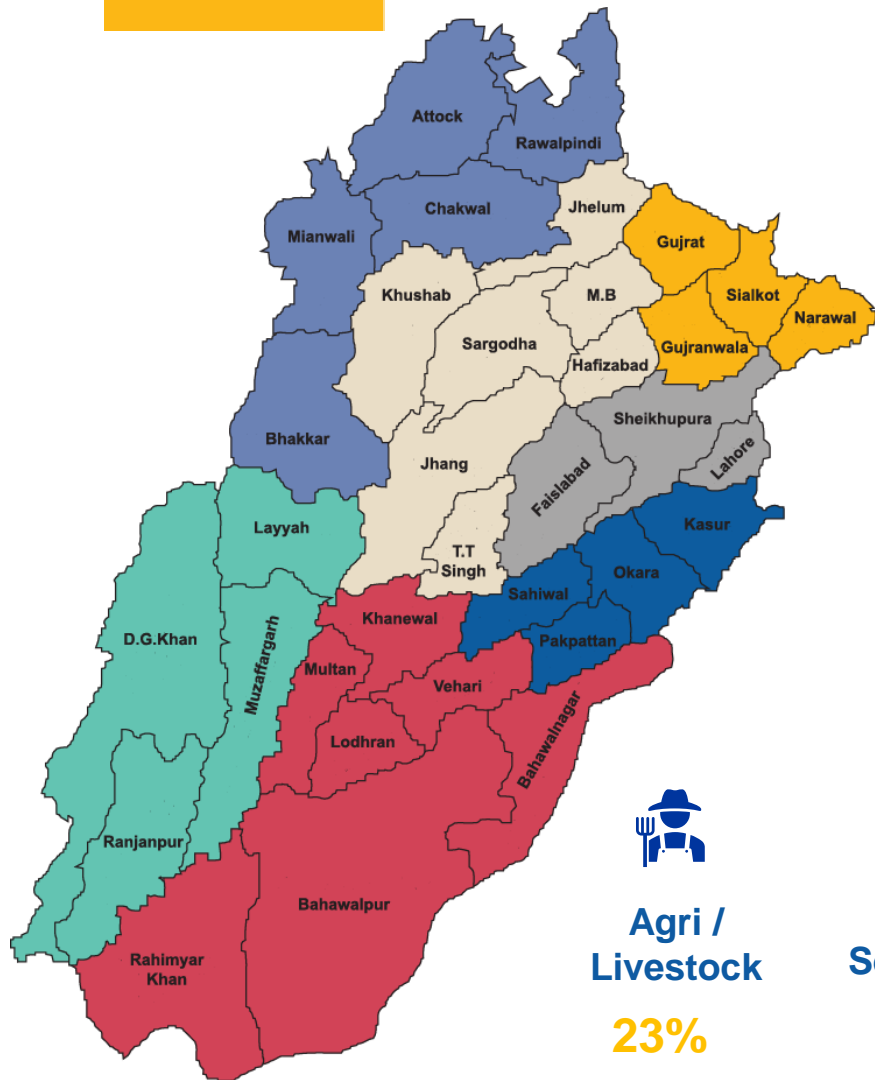 Attock
Rawalpindi
Chakwal
Jhelum
Mianwali
Gujrat
Khushab
M.B
Sialkot
Narawal
Sargodha
Gujranwala
Hafizabad
Sheikhupura
Bhakkar
Jhang
Lahore
Faislabad
Layyah
Kasur
T.T
Singh
Okara
Sahiwal
Khanewal
D.G.Khan
Muzaffargarh
Pakpattan
Multan
Vehari
Bahawalnagar
Lodhran
Ranjanpur
Bahawalpur
Rahimyar
Khan
Agri /
Livestock
23%